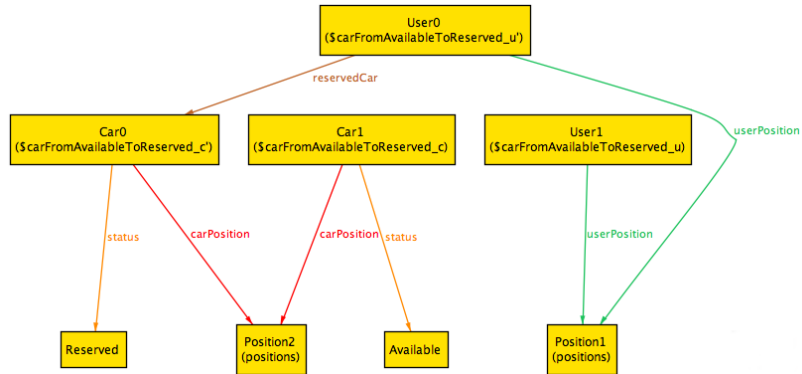 User0
($carFromAvailableToReserved_u')
reservedCar
Car0
($carFromAvailableToReserved_c')
Car1
($carFromAvailableToReserved_c)
User1
($carFromAvailableToReserved_u)
userPosition
status
carPosition
carPosition
status
userPosition
Reserved
Position2
(positions)
Available
Position1
(positions)